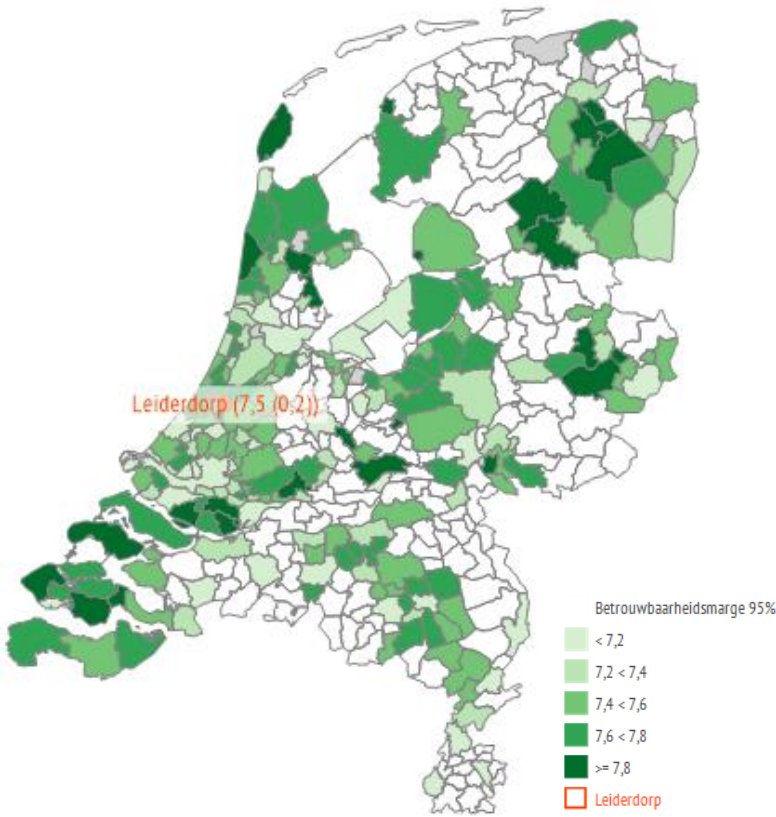 Leiderdorp (7,5 (0,2))
Betrouwbaarheidsmarge 95%
< 7,2
7,2 < 7,4
7,4 < 7,6
7,6 < 7,8
>= 7,8
Leiderdorp